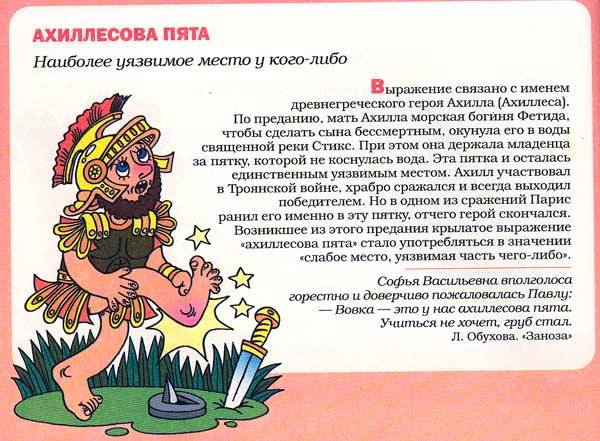 АХИЛЛЕСОВА ПЯТА
Наиболее уязвимое место у кого-либо
Выражение связано с именем
древнегреческого героя Ахилла (Ахиллеса).
По преданию, мать Ахилла морская богиня Фетида,
чтобы сделать сына бессмертным, окунула его в воды
священной реки Стикс. При этом она держала младенца
за пятку, которой не коснулась вода. Эта пятка и осталась
единственным уязвимым местом. Ахилл участвовал
в Троянской войне, храбро сражался и всегда выходил
победителем. Но в одном из сражений Парис
ранил его именно в эту пятку, отчего герой скончался.
Возникшее из этого предания крылатое выражение
«ахиллесова пята» стало употребляться в значении
«слабое место, уязвимая часть чего-либо».
Софья Васильевна вполголоса
горестно и доверчиво пожаловалась Павлу:
— Вовка — это у нас ахиллесова пята.
Учиться не хочет, груб стал.
Л. Обухова. «Заноза»